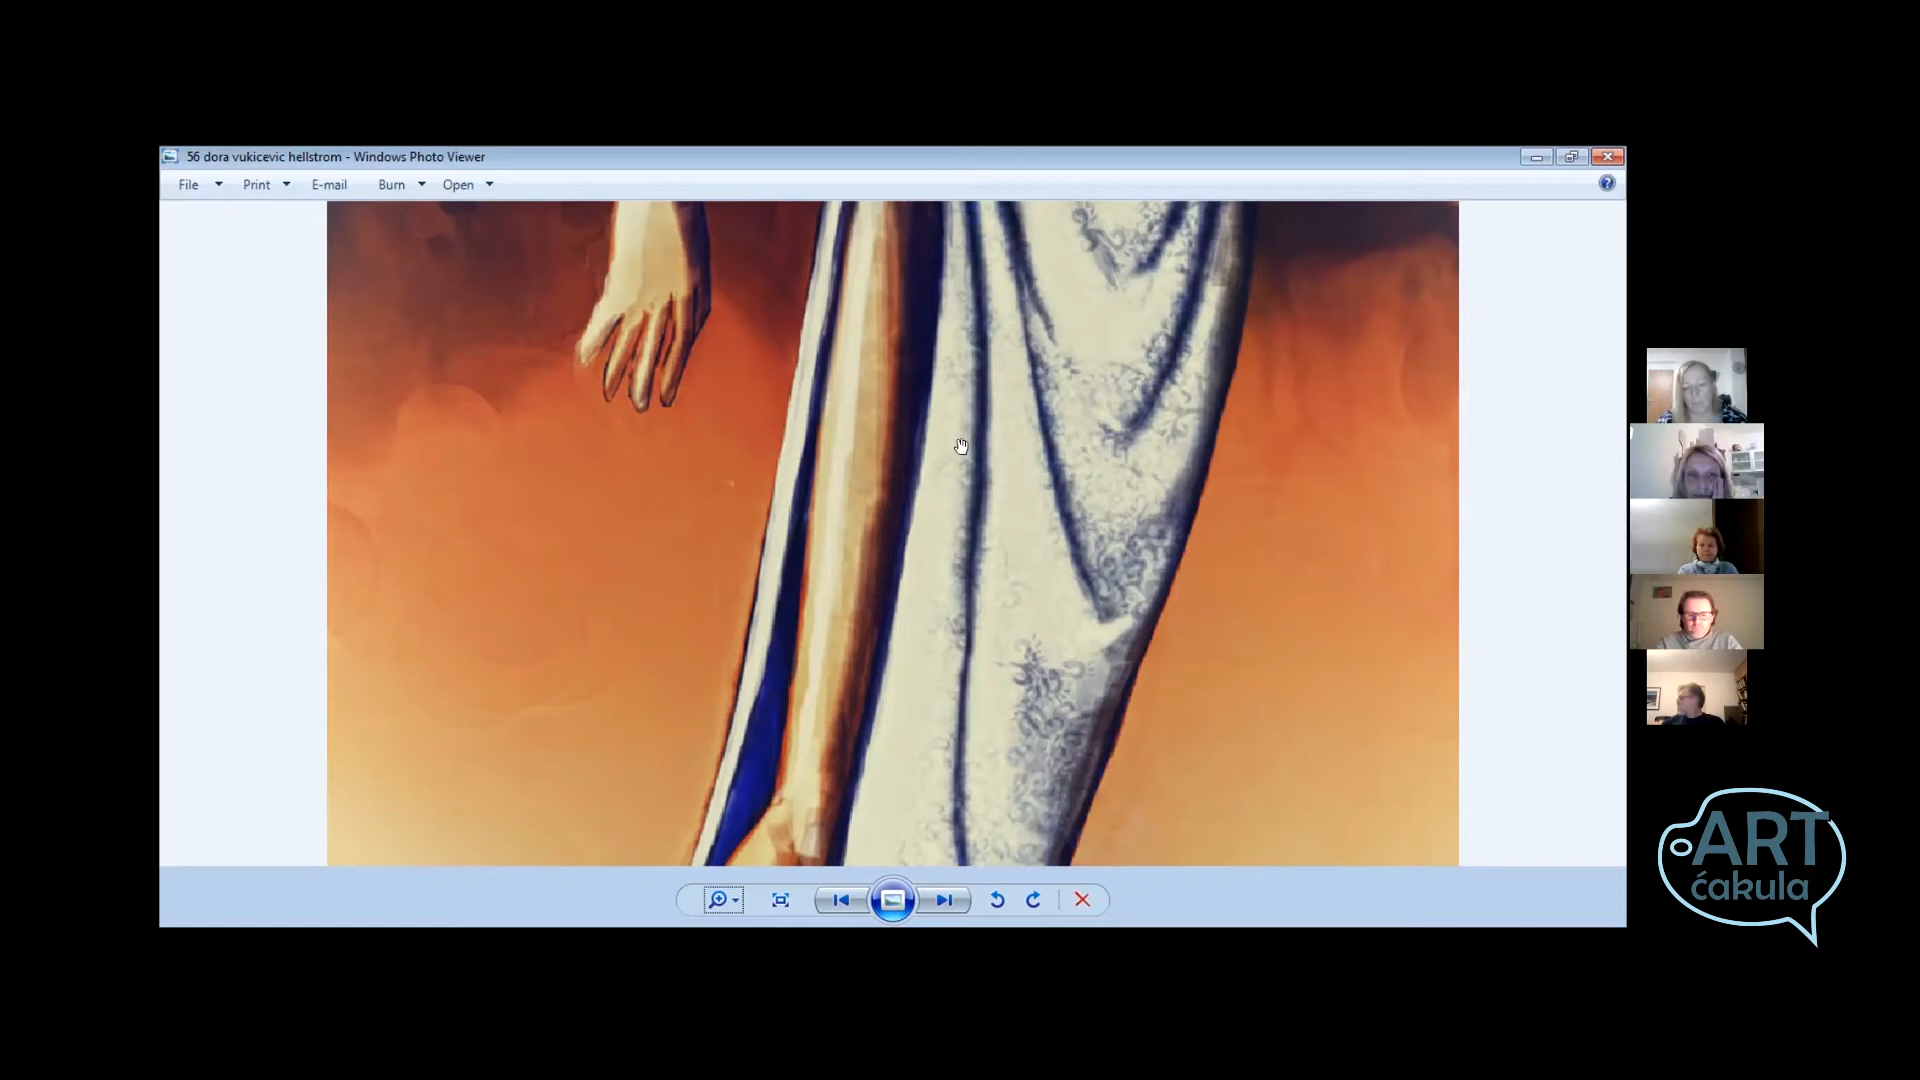 56 dora vukicevic hellstrom - Windows Photo Viewer
File Print E-mail Burn Open
ART
ćakula